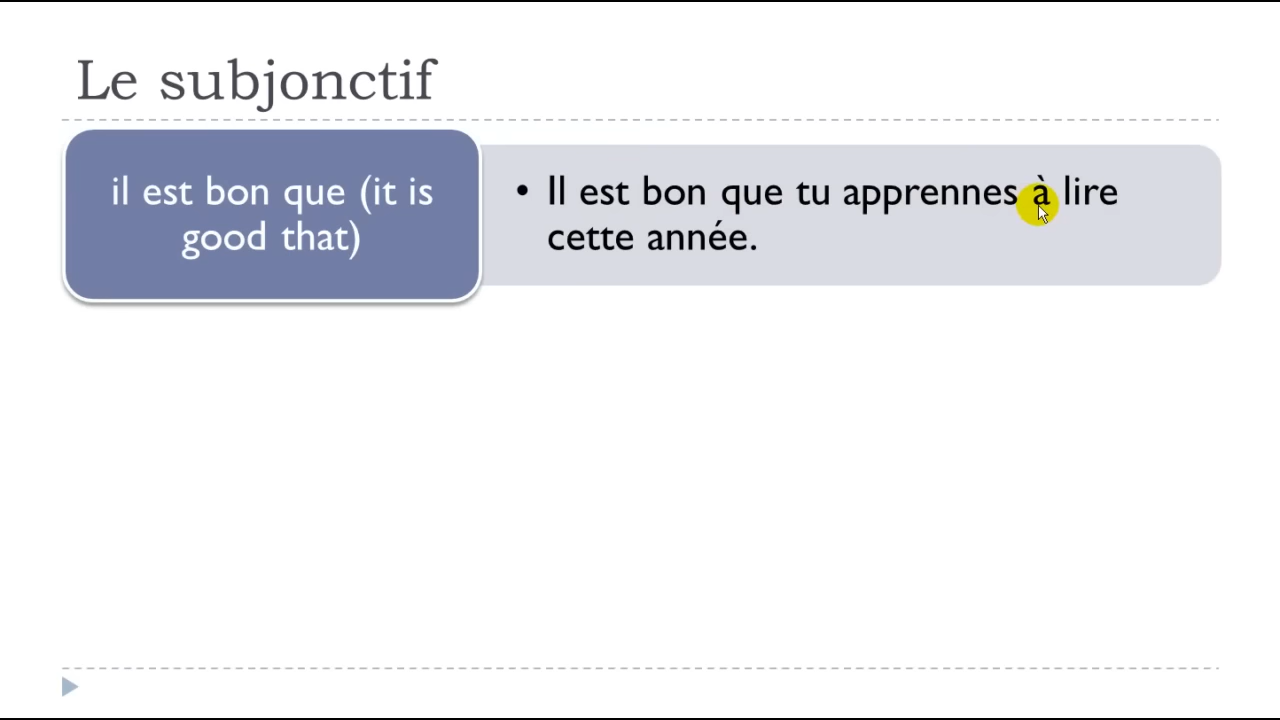 Le subjonctif
il est bon que (it is
good that)
• Il est bon que tu apprennes à lire
cette année.